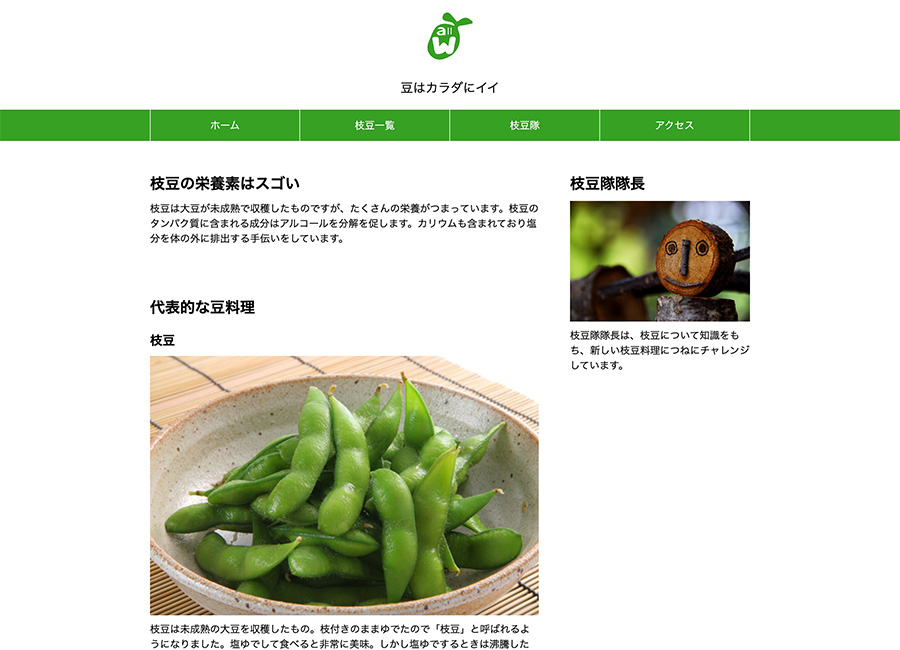 all
W
豆はカラダにイイ
ホーム
枝豆一覧
枝豆隊
アクセス
枝豆の栄養素はスゴい
枝豆は大豆が未成熟で収穫したものですが、たくさんの栄養がつまっています。枝豆の
タンパク質に含まれる成分はアルコールを分解を促します。カリウムも含まれており塩
分を体の外に排出する手伝いをしています。
代表的な豆料理
枝豆
枝豆は未成熟の大豆を収穫したもの。枝付きのままゆでたので「枝豆」と呼ばれるよ
うになりました。塩ゆでして食べると非常に美味。しかし塩ゆでするときは沸騰した
枝豆隊隊長
枝豆隊隊長は、枝豆について知識をも
ち、新しい枝豆料理につねにチャレンジ
しています。